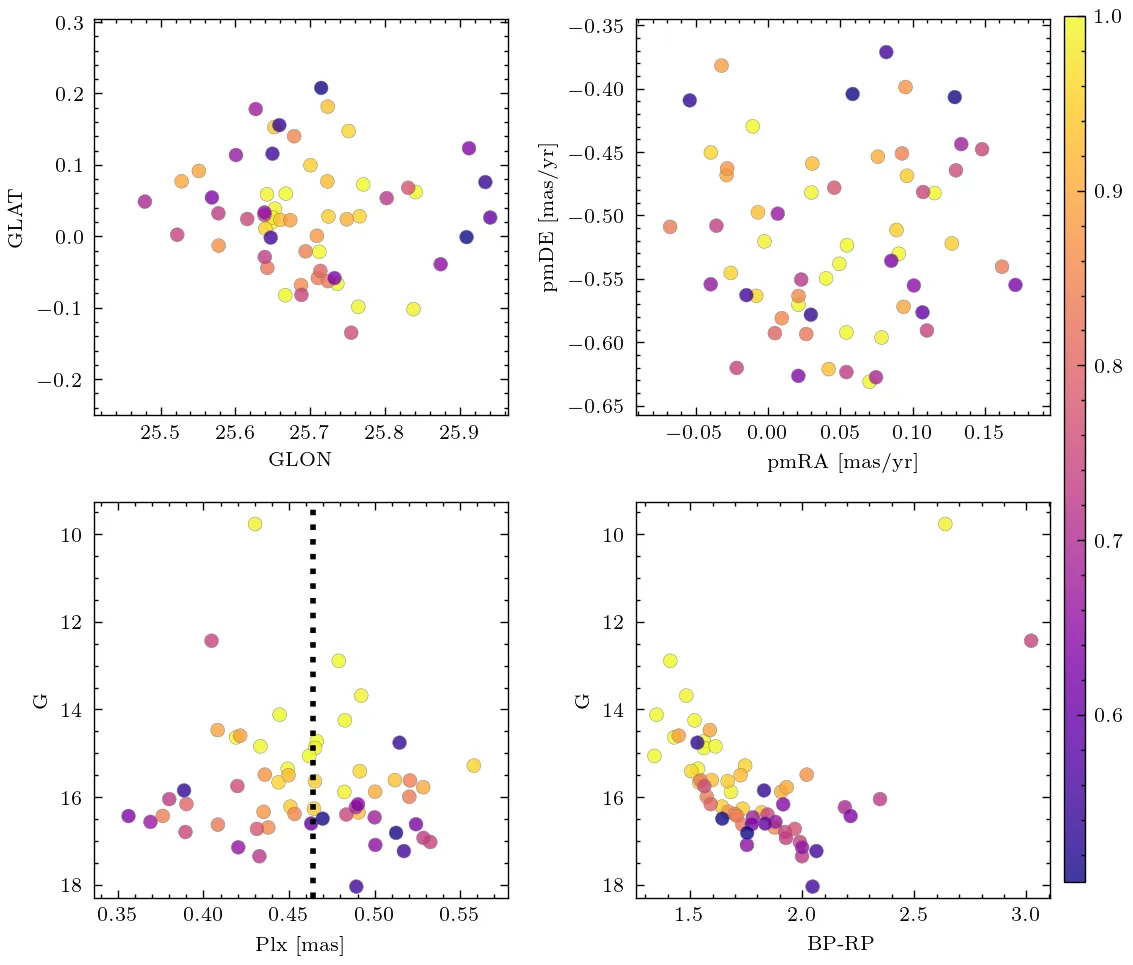 0.3
0.2
0.1
0.0
−0.1
−0.2
GLAT
25.5 25.6 25.7 25.8 25.9
GLON
−0.35
−0.40
−0.45
−0.50
−0.55
−0.60
−0.65
pmDE [mas/yr]
−0.05 0.00 0.05 0.10 0.15
pmRA [mas/yr]
10
12
14
16
18
G
0.35 0.40 0.45 0.50 0.55
Plx [mas]
10
12
14
16
18
G
1.5 2.0 2.5 3.0
BP-RP
1.0
0.9
0.8
0.7
0.6